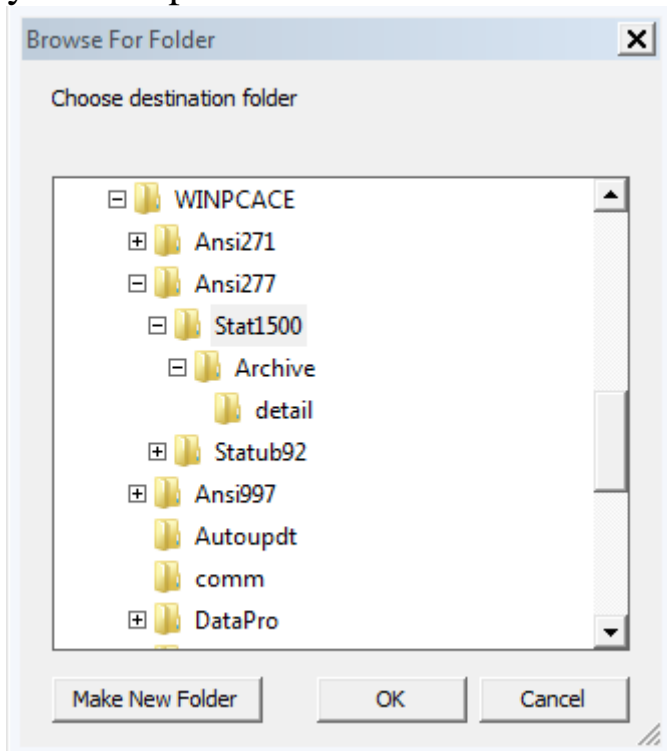 Browse For Folder
Choose destination folder
WINPCACE
Ansi271
Ansi277
Stat1500
Archive
detail
Statub92
Ansi997
Autoupdt
comm
DataPro
Make New Folder OK Cancel